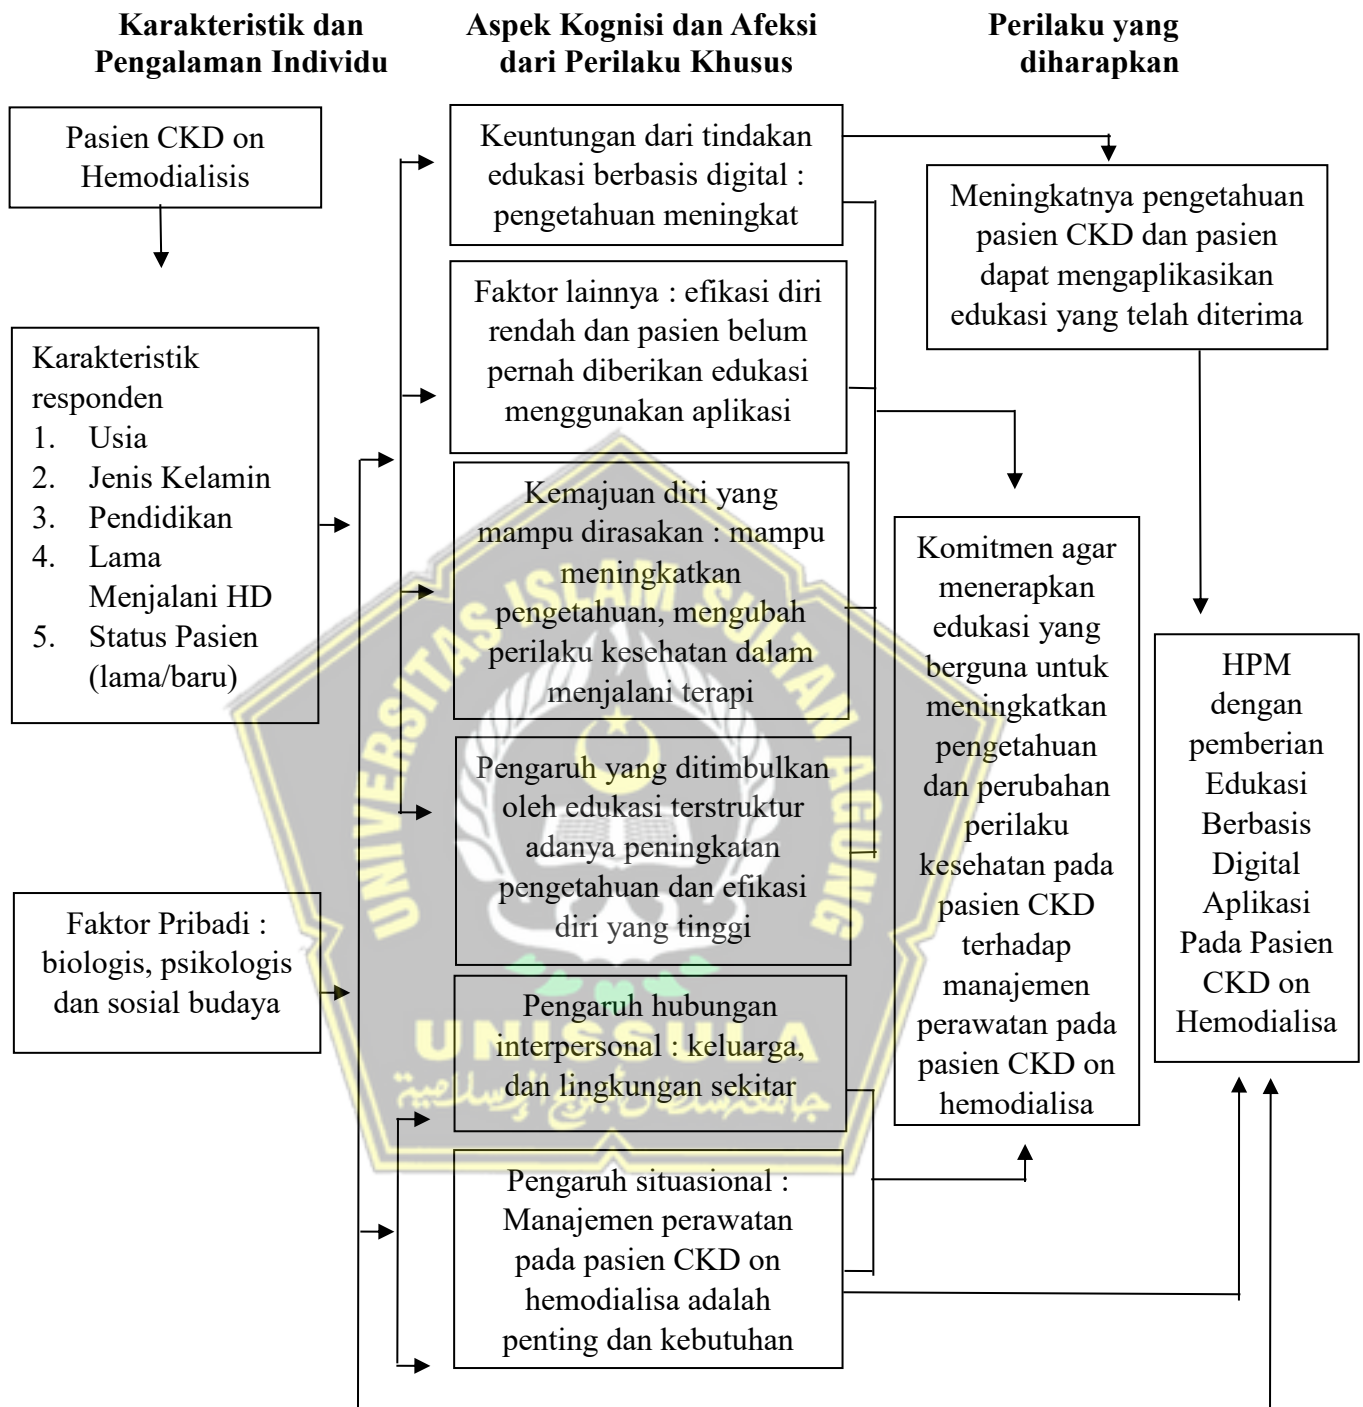 Karakteristik dan
Pengalaman Individu
Aspek Kognisi dan Afeksi
dari Perilaku Khusus
Perilaku yang
diharapkan
Pasien CKD on
Hemodialisis
Karakteristik
responden
1. Usia
2. Jenis Kelamin
3. Pendidikan
4. Lama
Menjalani HD
5. Status Pasien
(lama/baru)
Faktor Pribadi :
biologis, psikologis
dan sosial budaya
Keuntungan dari tindakan
edukasi berbasis digital :
pengetahuan meningkat
Faktor lainnya : efikasi diri
rendah dan pasien belum
pernah diberikan edukasi
menggunakan aplikasi
Kemajuan diri yang
mampu dirasakan : mampu
meningkatkan
pengetahuan, mengubah
perilaku kesehatan dalam
menjalani terapi
Pengaruh yang ditimbulkan
oleh edukasi terstruktur
adanya peningkatan
pengetahuan dan efikasi
diri yang tinggi
Pengaruh hubungan
interpersonal : keluarga,
dan lingkungan sekitar
Pengaruh situasional :
Manajemen perawatan
pada pasien CKD on
hemodialisa adalah
penting dan kebutuhan
Meningkatnya pengetahuan
pasien CKD dan pasien
dapat mengaplikasikan
edukasi yang telah diterima
Komitmen agar
menerapkan
edukasi yang
berguna untuk
meningkatkan
pengetahuan
dan perubahan
perilaku
kesehatan pada
pasien CKD
terhadap
manajemen
perawatan pada
pasien CKD on
hemodialisa
HPM
dengan
pemberian
Edukasi
Berbasis
Digital
Aplikasi
Pada Pasien
CKD on
Hemodialisa
UNIVERSITAS ISLAM SULTAN AGUNG
UNISSULA
جامعة سلطان أجونج الإسلامية